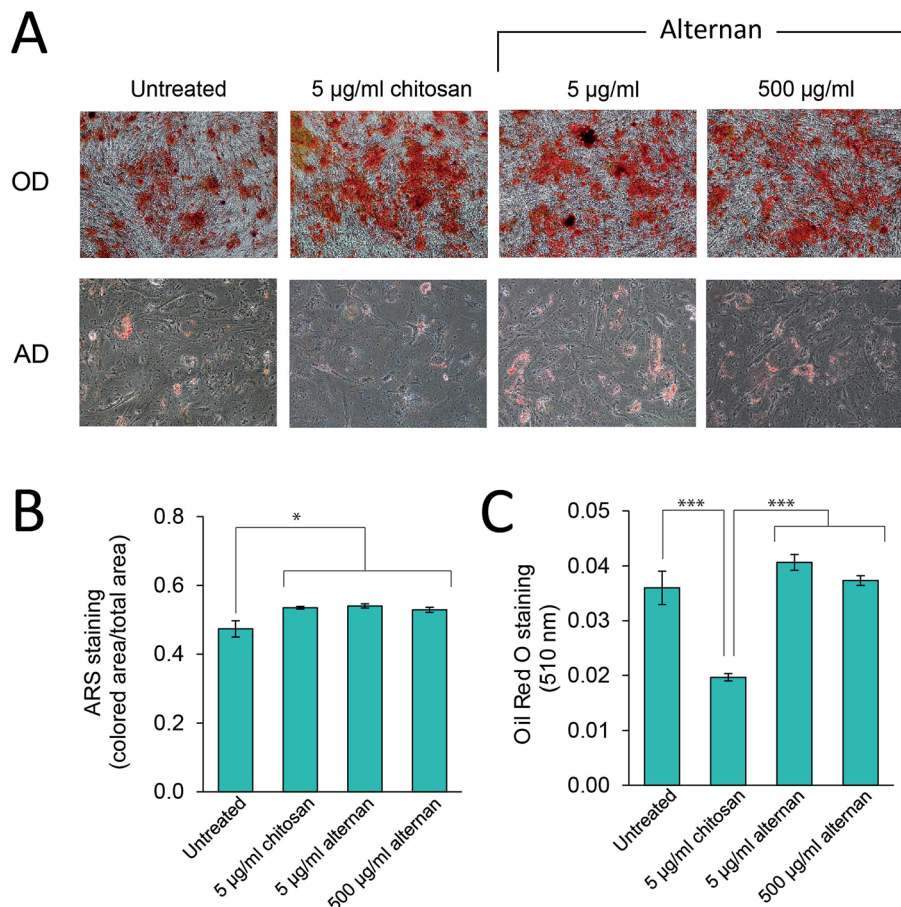 A
Alternan
Untreated
5 µg/ml chitosan
5 µg/ml
500 µg/ml
OD
AD
B
ARS staining
(colored area/total area)
0.8
0.6
0.4
0.2
0.0
*
Untreated
5 µg/ml chitosan
5 µg/ml alternan
500 µg/ml alternan
C
Oil Red O staining
(510 nm)
0.05
0.04
0.03
0.02
0.01
0.00
***
***
Untreated
5 µg/ml chitosan
5 µg/ml alternan
500 µg/ml alternan